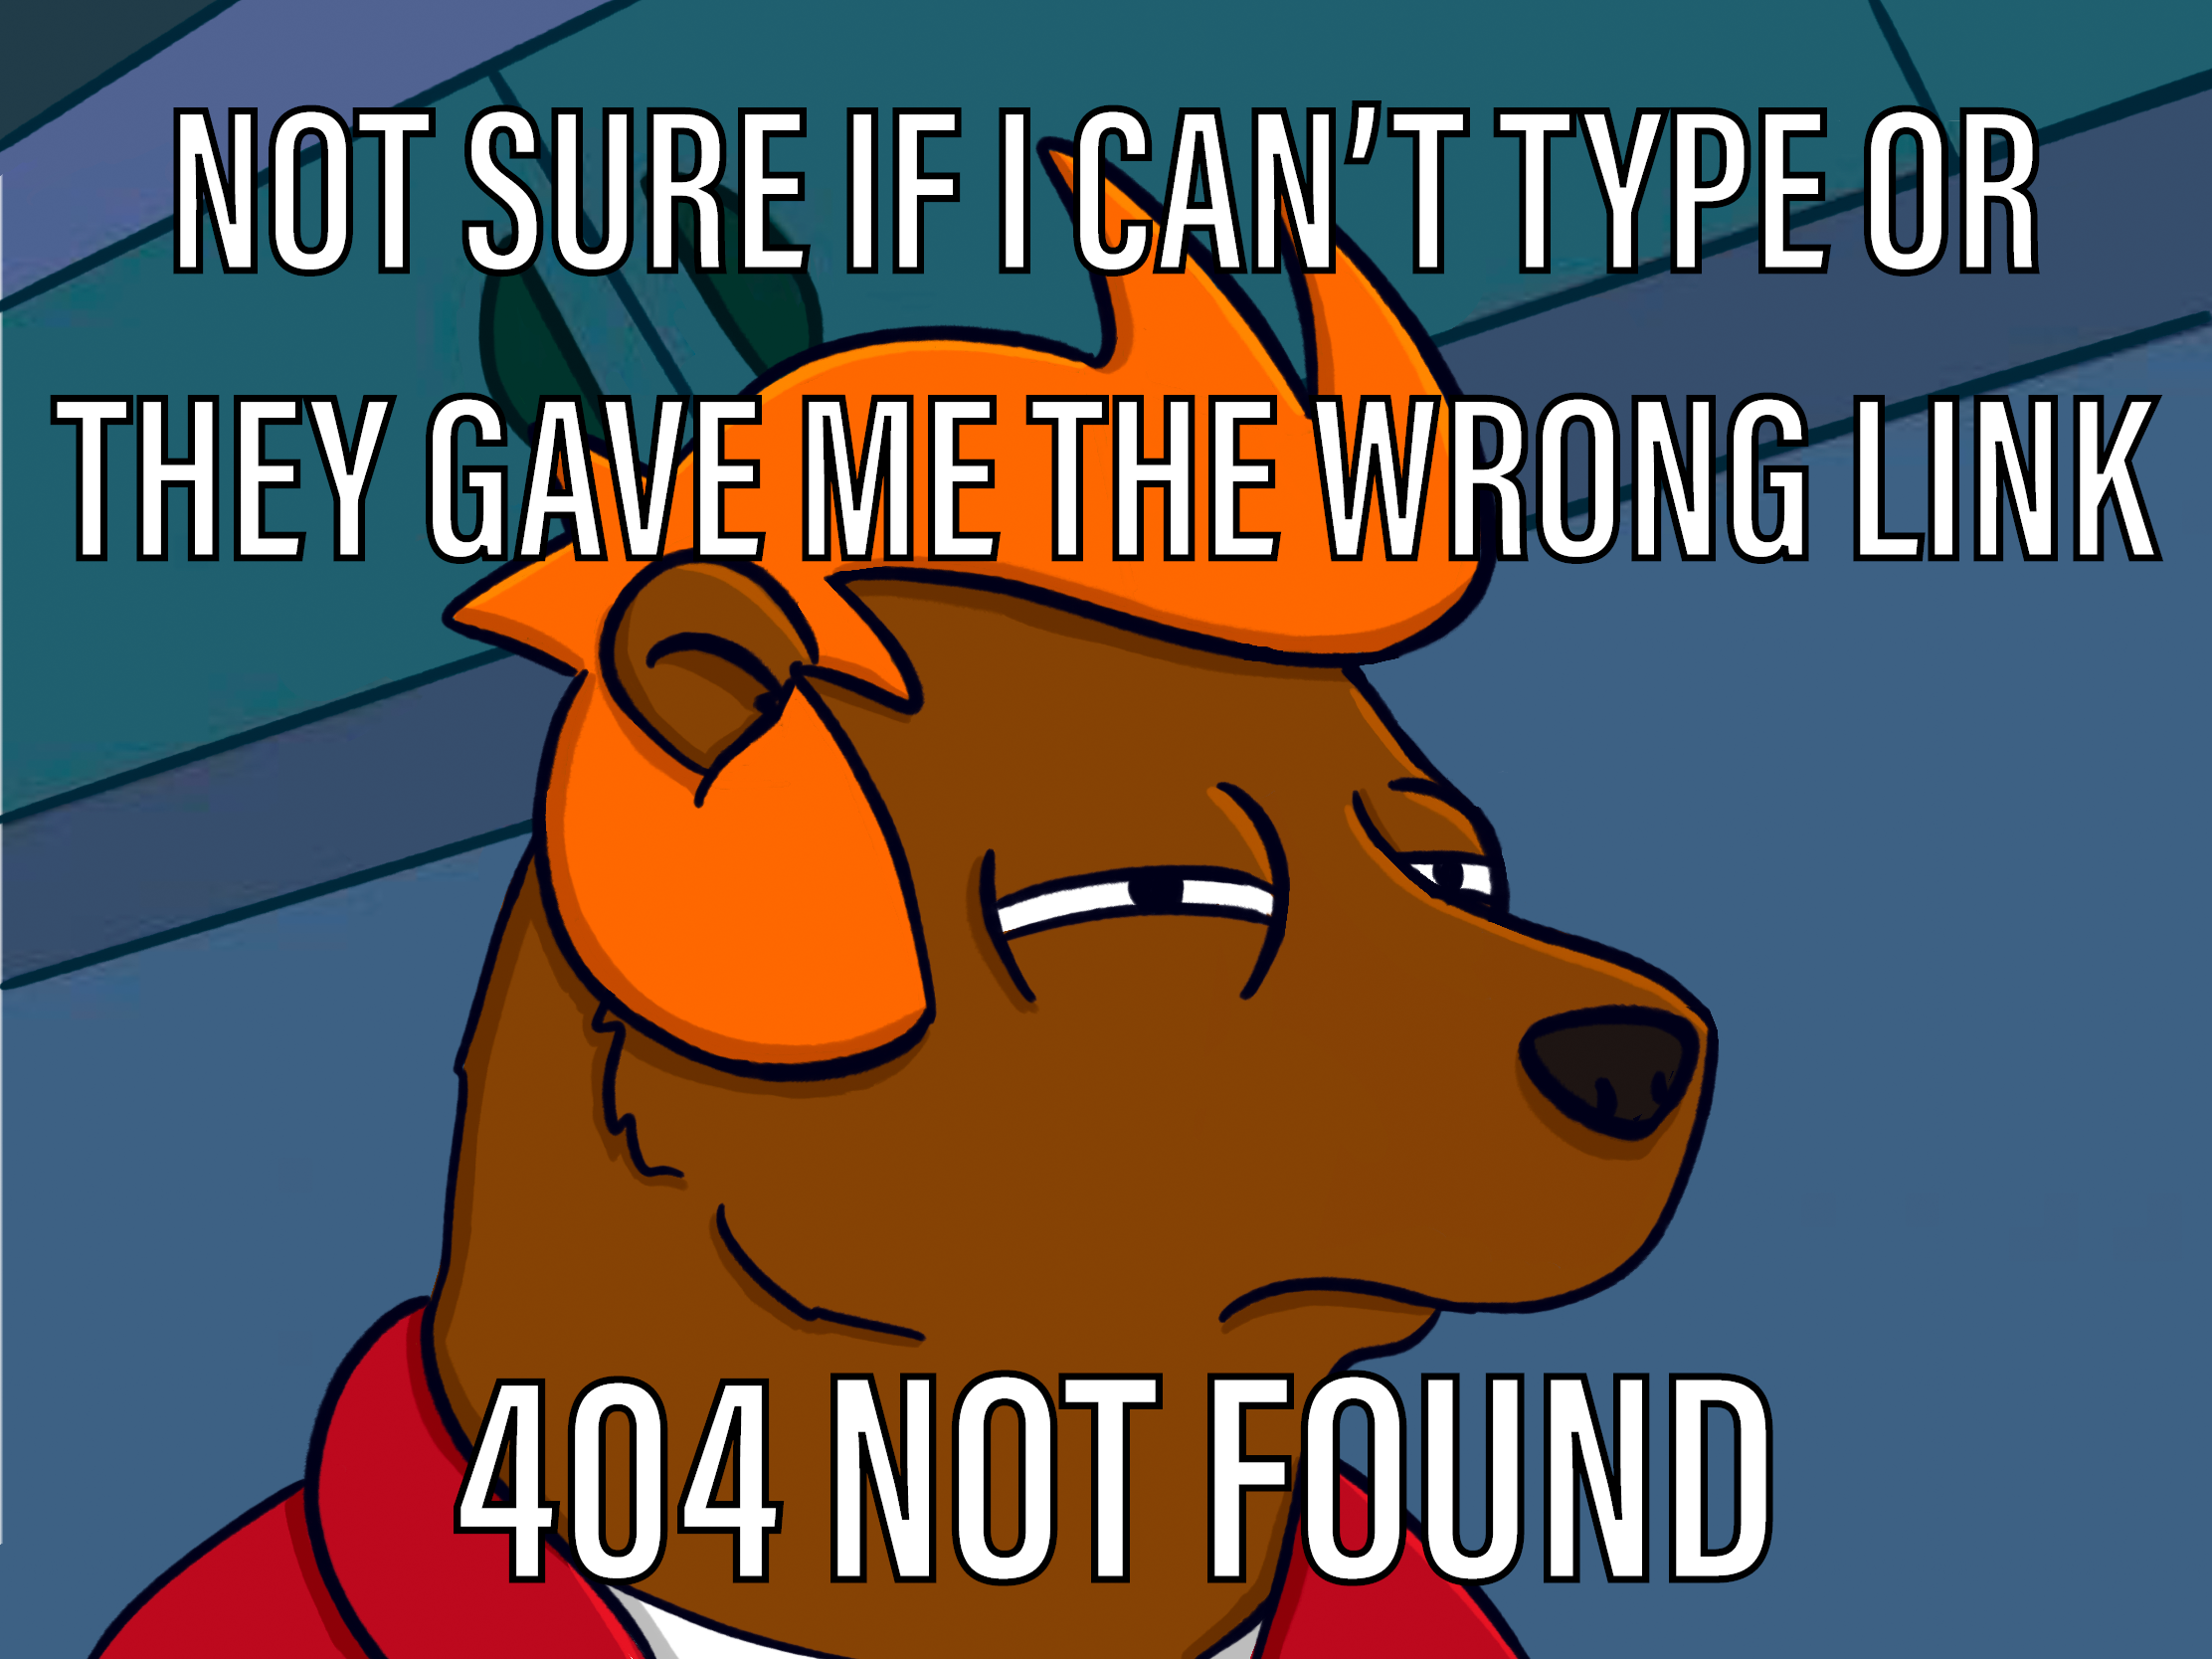 NOT SURE IF I CAN’T TYPE OR
THEY GAVE ME THE WRONG LINK
404 NOT FOUND